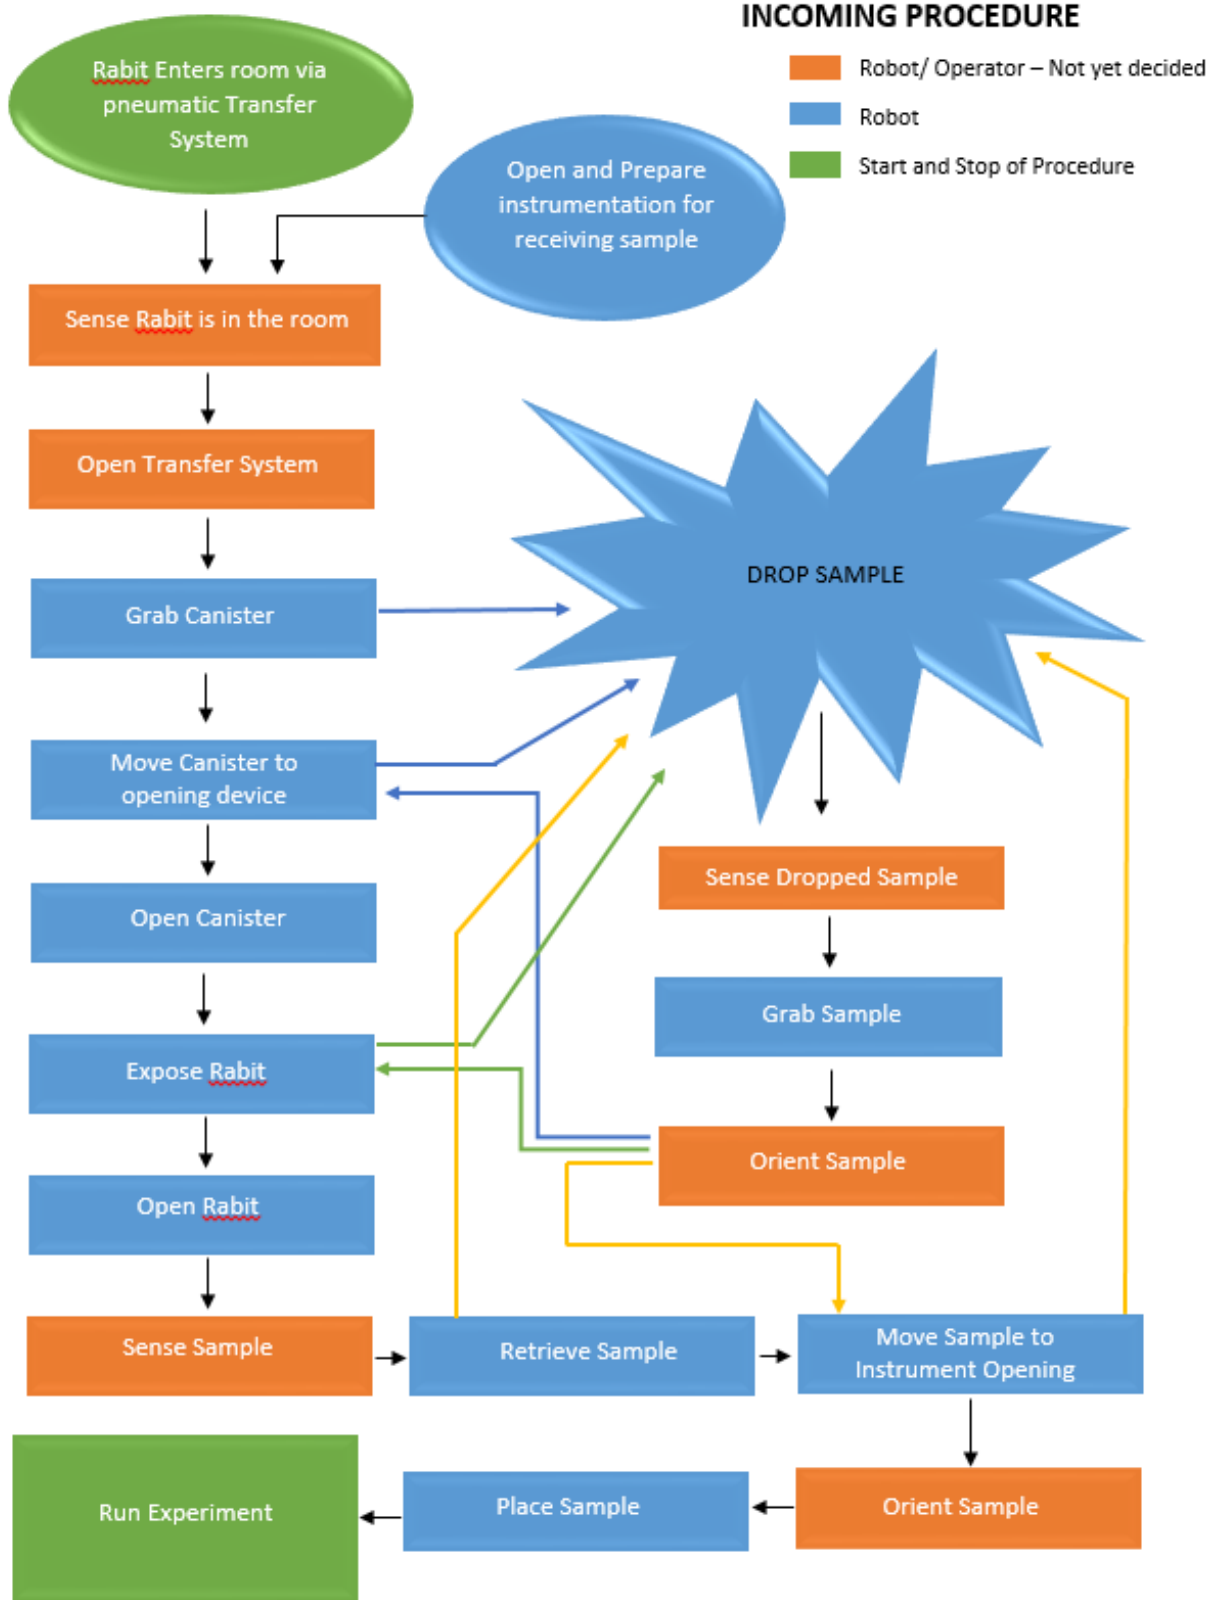 INCOMING PROCEDURE
Robot/ Operator – Not yet decided
Robot
Start and Stop of Procedure
Rabit Enters room via
pneumatic Transfer
System
Open and Prepare
instrumentation for
receiving sample
Sense Rabit is in the room
Open Transfer System
Grab Canister
Move Canister to
opening device
Open Canister
Expose Rabit
Open Rabit
Sense Sample
DROP SAMPLE
Sense Dropped Sample
Grab Sample
Orient Sample
Retrieve Sample
Move Sample to
Instrument Opening
Orient Sample
Place Sample
Run Experiment